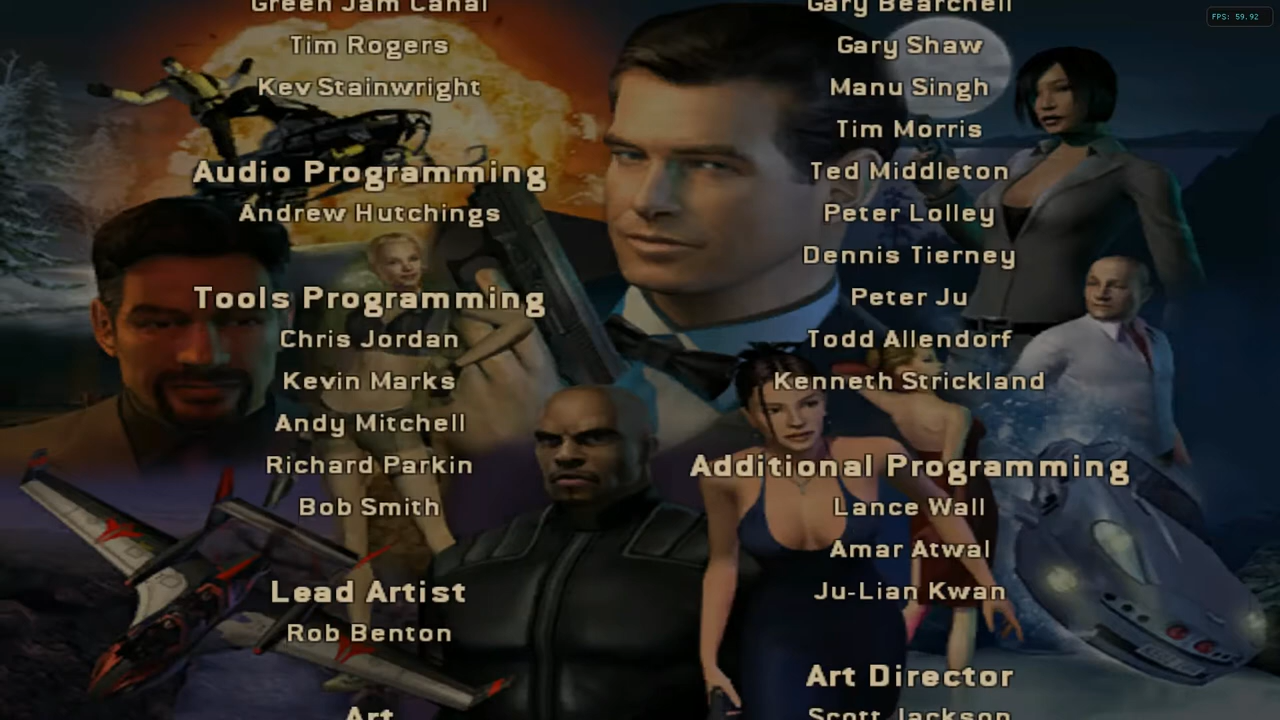 FPS: 59.92
Green Jam Canal
Tim Rogers
Kev Stainwright
Audio Programming
Andrew Hutchings
Tools Programming
Chris Jordan
Kevin Marks
Andy Mitchell
Richard Parkin
Bob Smith
Lead Artist
Rob Benton
Art
Gary Bearchell
Gary Shaw
Manu Singh
Tim Morris
Ted Middleton
Peter Lolley
Dennis Tierney
Peter Ju
Todd Allendorf
Kenneth Strickland
Additional Programming
Lance Wall
Amar Atwal
Ju-Lian Kwan
Art Director
Scott Jackson